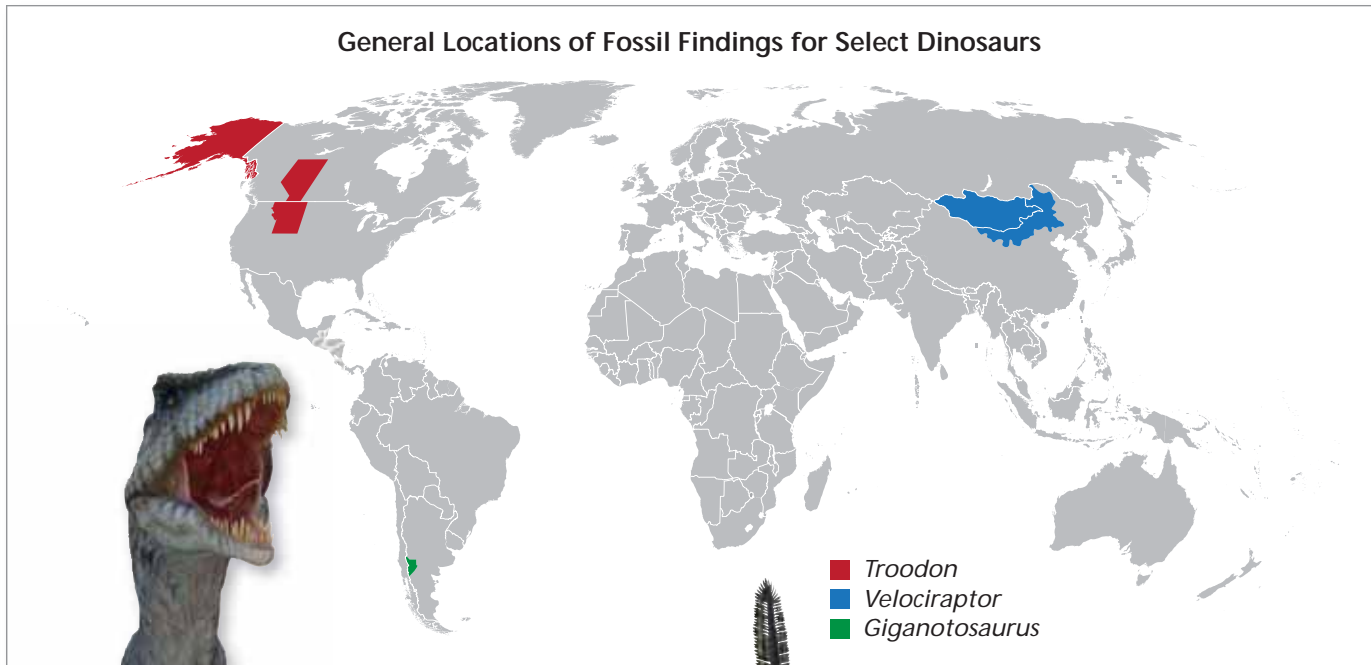 General Locations of Fossil Findings for Select Dinosaurs
Troodon
Velociraptor
Giganotosaurus